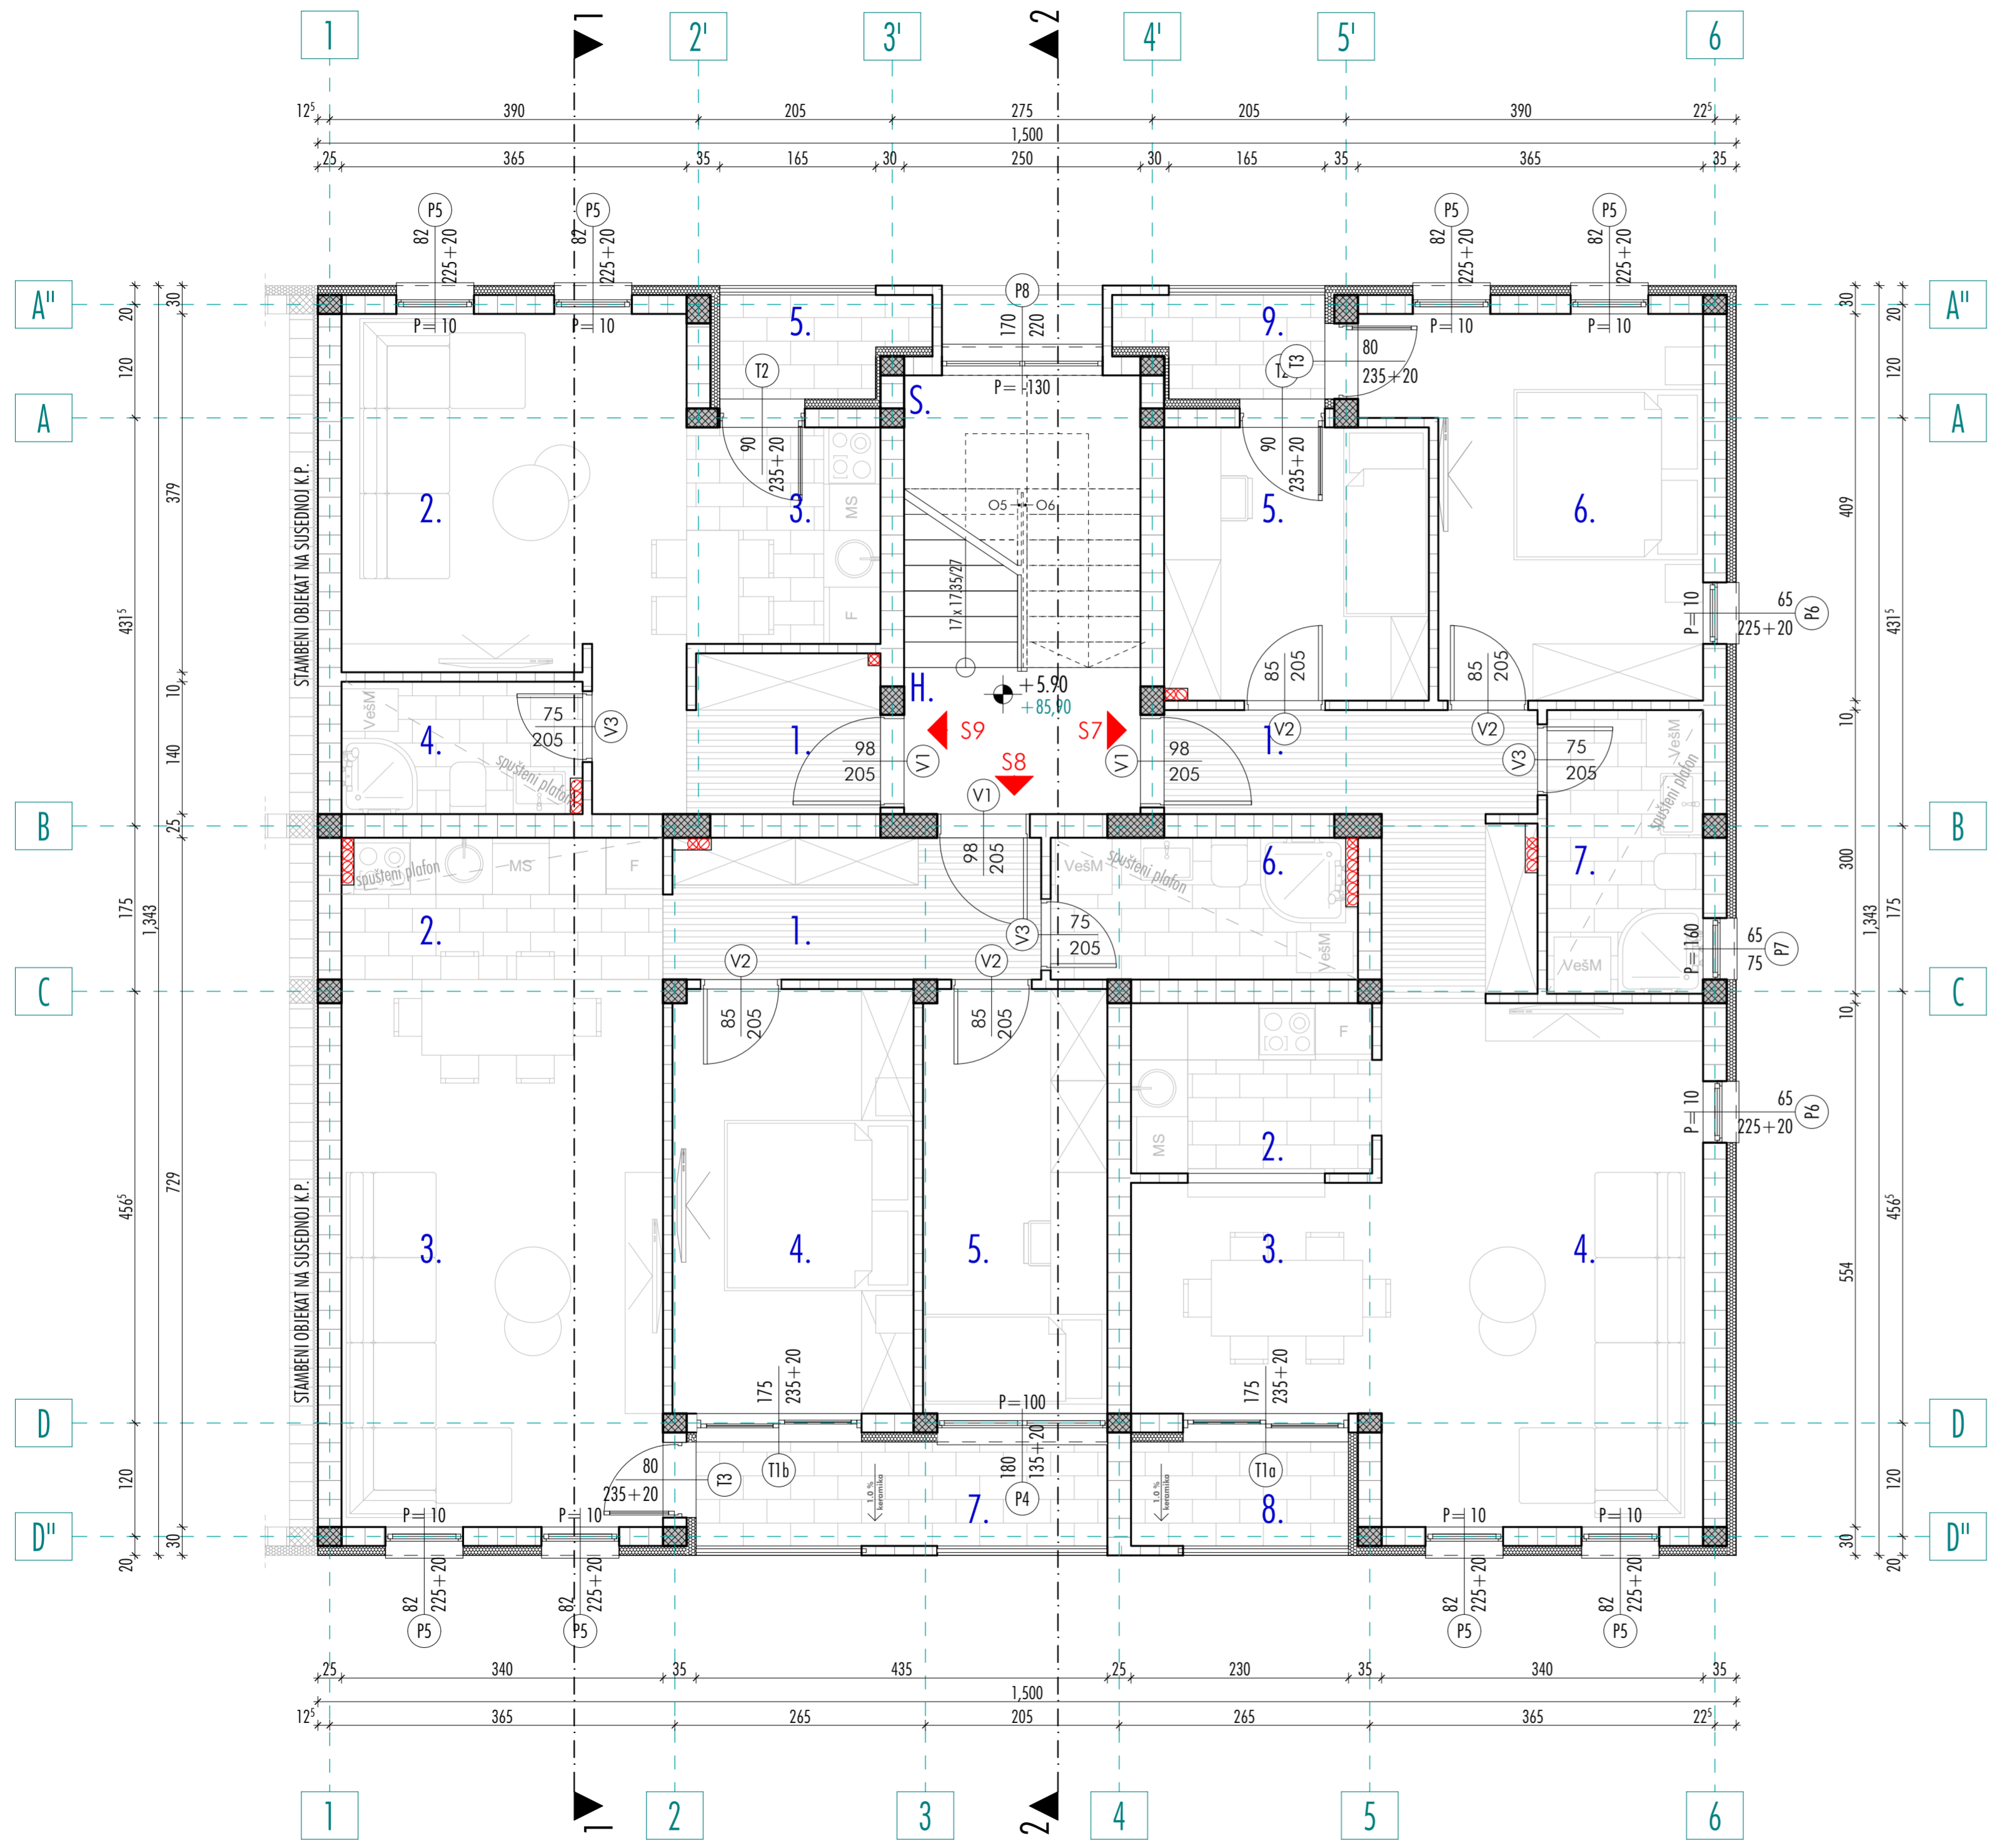 1
1
2'
3'
2
4'
5'
6
12⁵ 390 205 275 205 390 22⁵
1,500
25 365 35 165 30 250 30 165 35 365 35
P5 P5 P8 P5 P5
82
225+20
82
225+20
170
220
82
225+20
82
225+20
A"
A"
P= 10 P= 10 P= -130 P= 10 P= 10
5.
9.
T2
T3
80
235+20
S.
A
A
90
235+20
90
235+20
2.
3.
MS
F
O5 O6
17 x 17.35/27
5.
6.
P= 10
65
225+20
P6
STAMBENI OBJEKAT NA SUSEDNOJ K.P.
H.
+5.90
+85,90
S9
S7
S8
VešM
4.
spušteni plafon
75
205
V3
1.
98
205
V1
V1
98
205
1.
85
205
V2
85
205
V2
V3
75
205
VešM
spušteni plafon
B
B
spušteni plafon
MS
F
V1
98
205
VešM
spušteni plafon
6.
7.
2.
1.
V3
75
205
VešM
VešM
P=160
65
75
P7
V2
V2
C
C
85
205
85
205
F
MS
2.
P= 10
65
225+20
P6
STAMBENI OBJEKAT NA SUSEDNOJ K.P.
3.
4.
5.
3.
4.
175
235+20
P=100
175
235+20
D
D
80
235+20
T3
T1b
180
135+20
P4
T1a
1.0 %
keramika
7.
1.0 %
keramika
8.
P= 10 P= 10 P= 10 P= 10
D"
D"
82
225+20
82
225+20
82
225+20
82
225+20
P5 P5 P5 P5
20 120 431⁵ 175 456⁵ 120 20
1,343
30 379 10 140 25 729 30
30 409 10 300 10 554 30
1,343
20 120 431⁵ 175 456⁵ 120 20
25 340 35 435 25 230 35 340 35
1,500
12⁵ 365 265 205 265 365 22⁵
1
1
2
3
2
4
5
6